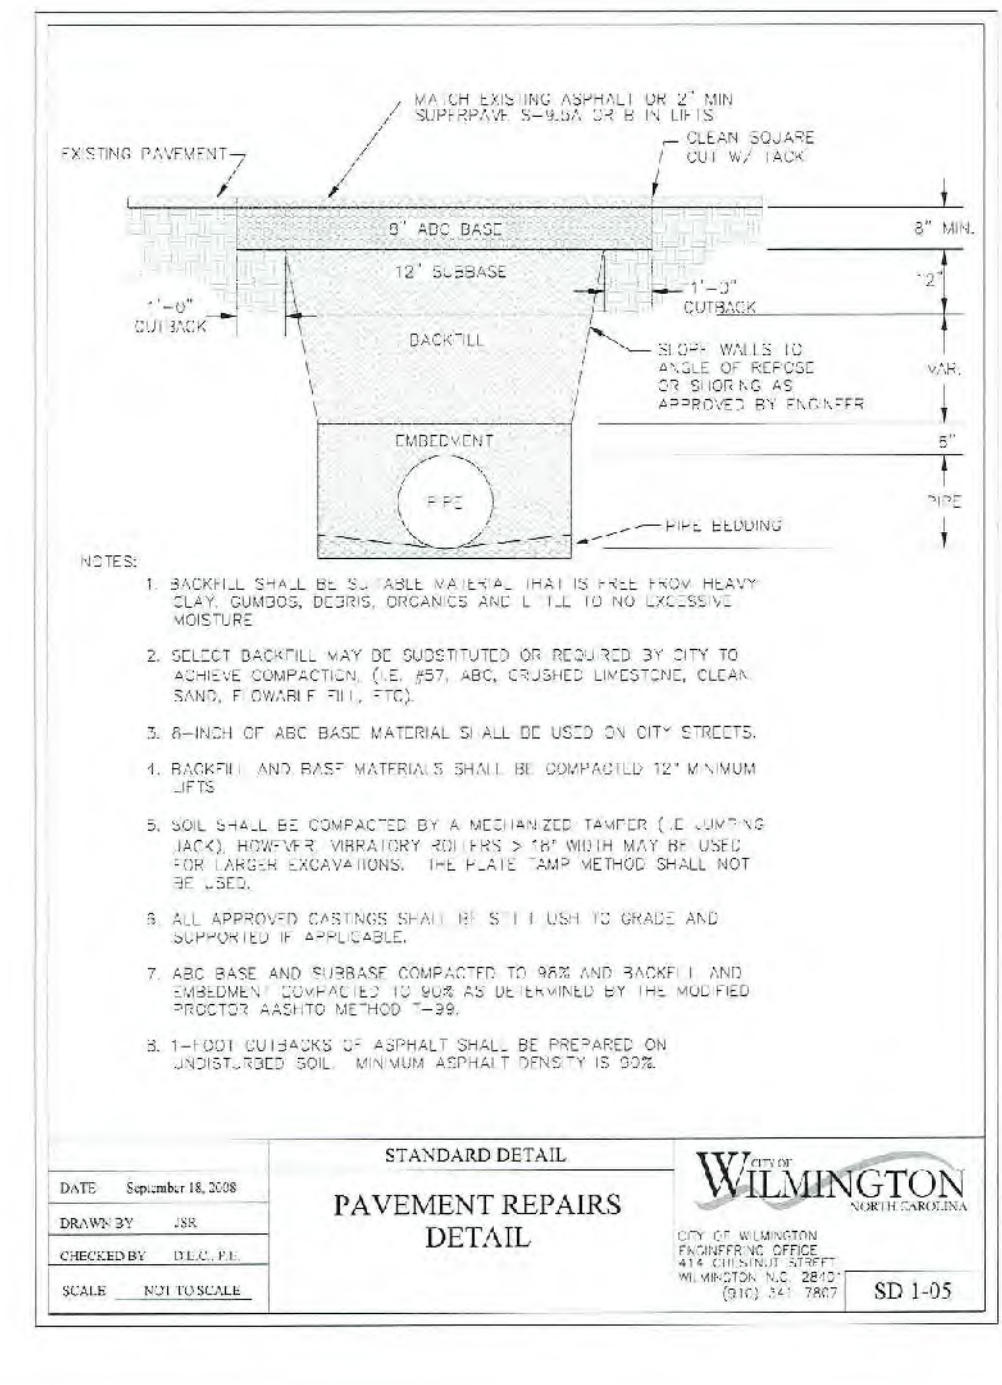 MATCH EXISTING ASPHALT OR 2" MIN
SUPERPAVE S-9.5A OR B IN LIFTS
CLEAN SQUARE
CUT W/ TACK
EXISTING PAVEMENT
8" ABC BASE
8" MIN.
12" SUBBASE
12"
1'-0"
CUTBACK
1'-0"
CUTBACK
BACKFILL
SLOPE WALLS TO
ANGLE OF REPOSE
OR SHORING AS
APPROVED BY ENGINEER
VAR.
EMBEDMENT
6"
PIPE
PIPE
PIPE BEDDING
NOTES:
1. BACKFILL SHALL BE SUITABLE MATERIAL THAT IS FREE FROM HEAVY
CLAY, GUMBOS, DEBRIS, ORGANICS AND LITTLE TO NO EXCESSIVE
MOISTURE
2. SELECT BACKFILL MAY BE SUBSTITUTED OR REQUIRED BY CITY TO
ACHIEVE COMPACTION, (I.E. #57, ABC, CRUSHED LIMESTONE, CLEAN
SAND, FLOWABLE FILL, ETC).
3. 8-INCH OF ABC BASE MATERIAL SHALL BE USED ON CITY STREETS.
4. BACKFILL AND BASE MATERIALS SHALL BE COMPACTED 12" MINIMUM
LIFTS
5. SOIL SHALL BE COMPACTED BY A MECHANIZED TAMPER (I.E JUMPING
JACK), HOWEVER, VIBRATORY ROLLERS > 18" WIDTH MAY BE USED
FOR LARGER EXCAVATIONS. THE PLATE TAMP METHOD SHALL NOT
BE USED.
6. ALL APPROVED CASTINGS SHALL BE SET FLUSH TO GRADE AND
SUPPORTED IF APPLICABLE.
7. ABC BASE AND SUBBASE COMPACTED TO 98% AND BACKFILL AND
EMBEDMENT COMPACTED TO 90% AS DETERMINED BY THE MODIFIED
PROCTOR AASHTO METHOD T-99.
8. 1-FOOT CUTBACKS OF ASPHALT SHALL BE PREPARED ON
UNDISTURBED SOIL. MINIMUM ASPHALT DENSITY IS 90%.
DATE September 18, 2008
DRAWN BY JSR
CHECKED BY D.E.C., P.E.
SCALE NOT TO SCALE
STANDARD DETAIL
PAVEMENT REPAIRS
DETAIL
CITY OF
WILMINGTON
NORTH CAROLINA
CITY OF WILMINGTON
ENGINEERING OFFICE
414 CHESTNUT STREET
WILMINGTON N.C. 28401
(910) 341 7807
SD 1-05